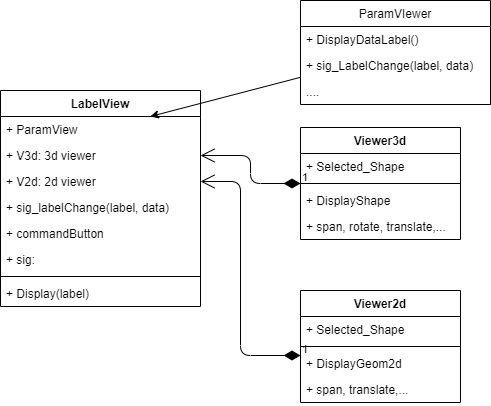 ParamVIewer
+ DisplayDataLabel()
+ sig_LabelChange(label, data)
....
LabelView
+ ParamView
+ V3d: 3d viewer
+ V2d: 2d viewer
+ sig_labelChange(label, data)
+ commandButton
+ sig:
+ Display(label)
Viewer3d
+ Selected_Shape
1
+ DisplayShape
+ span, rotate, translate,...
Viewer2d
+ Selected_Shape
1
+ DisplayGeom2d
+ span, translate,...